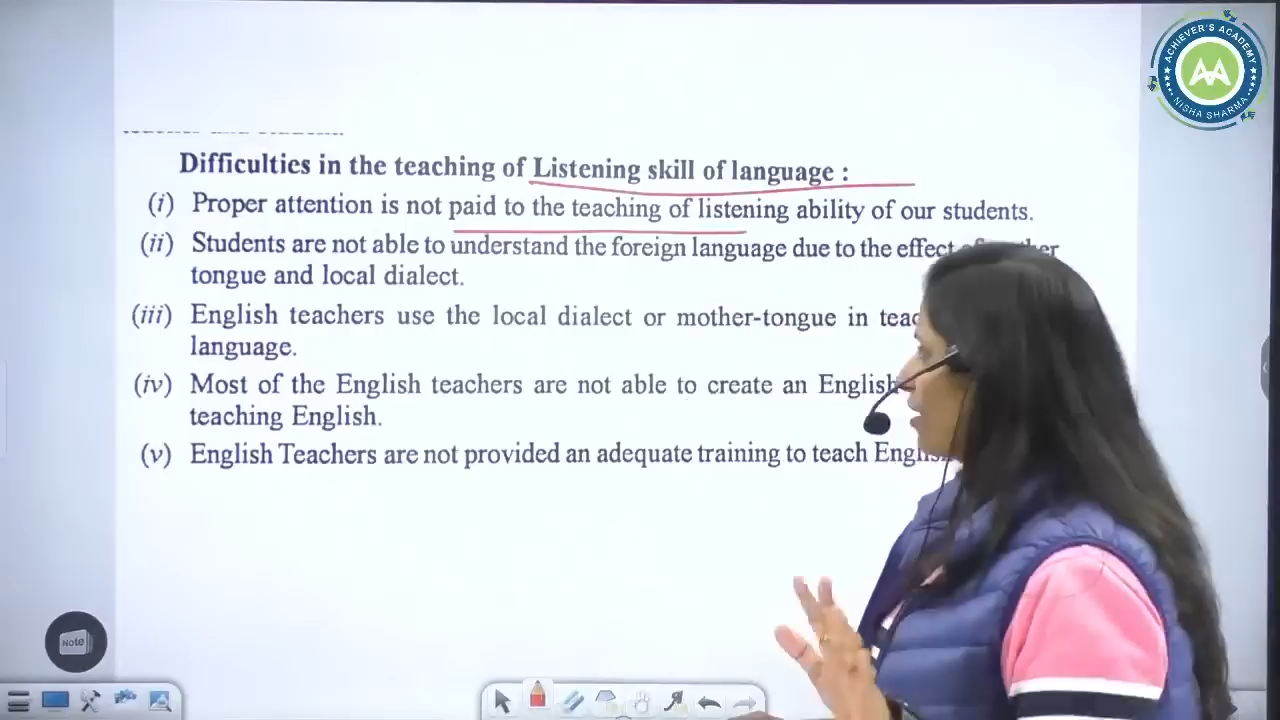 ACHIEVER'S ACADEMY
NISHA SHARMA
Difficulties in the teaching of Listening skill of language :
(i) Proper attention is not paid to the teaching of listening ability of our students.
(ii) Students are not able to understand the foreign language due to the effect
tongue and local dialect.
(iii) English teachers use the local dialect or mother-tongue in
language.
(iv) Most of the English teachers are not able to create an English
teaching English.
(v) English Teachers are not provided an adequate training to teach
Note